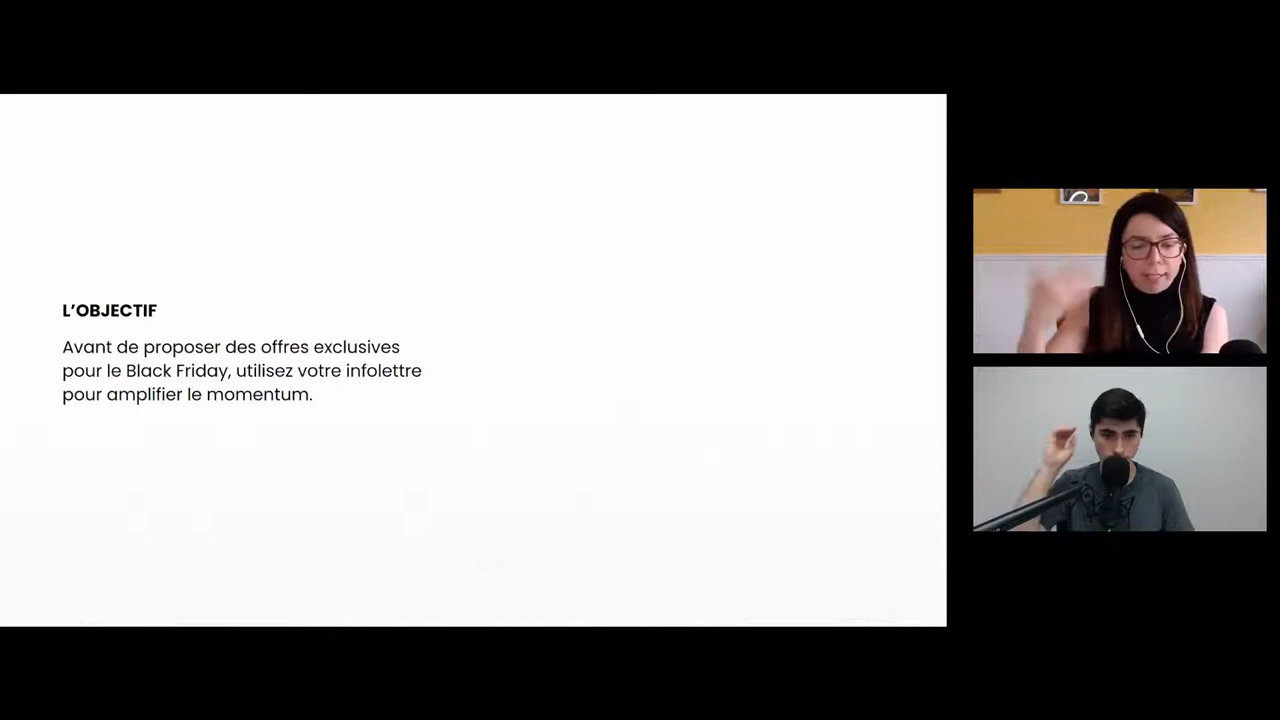 L’OBJECTIF
Avant de proposer des offres exclusives
pour le Black Friday, utilisez votre infolettre
pour amplifier le momentum.